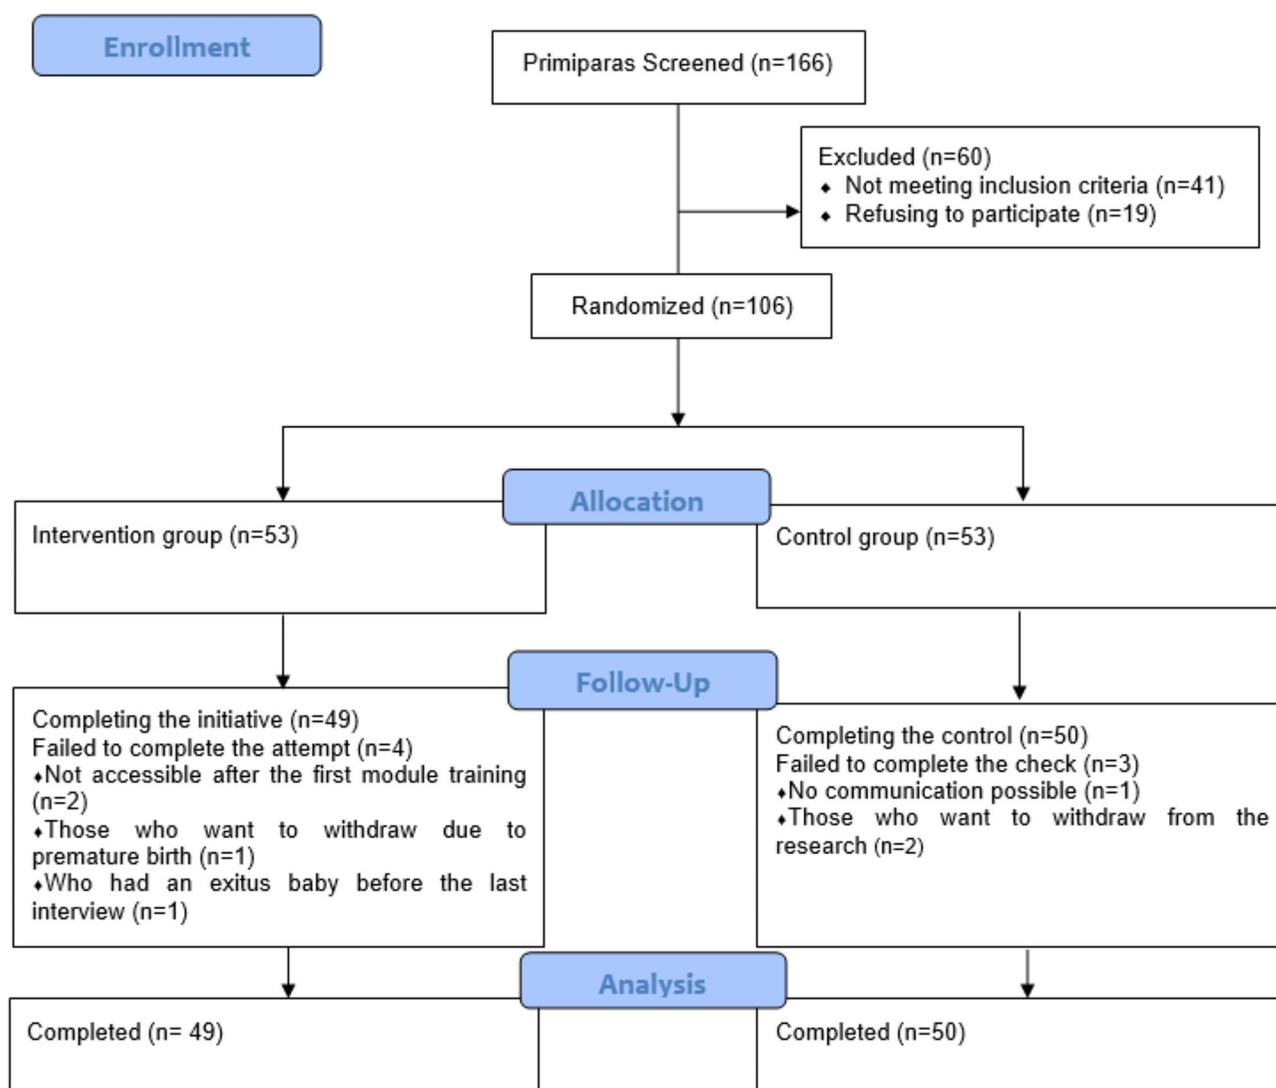 Enrollment
Primiparas Screened (n=166)
Excluded (n=60)
⬧ Not meeting inclusion criteria (n=41)
⬧ Refusing to participate (n=19)
Randomized (n=106)
Allocation
Intervention group (n=53)
Control group (n=53)
Follow-Up
Completing the initiative (n=49)
Failed to complete the attempt (n=4)
⬧Not accessible after the first module training
(n=2)
⬧Those who want to withdraw due to
premature birth (n=1)
⬧Who had an exitus baby before the last
interview (n=1)
Completing the control (n=50)
Failed to complete the check (n=3)
⬧No communication possible (n=1)
⬧Those who want to withdraw from the
research (n=2)
Analysis
Completed (n= 49)
Completed (n=50)